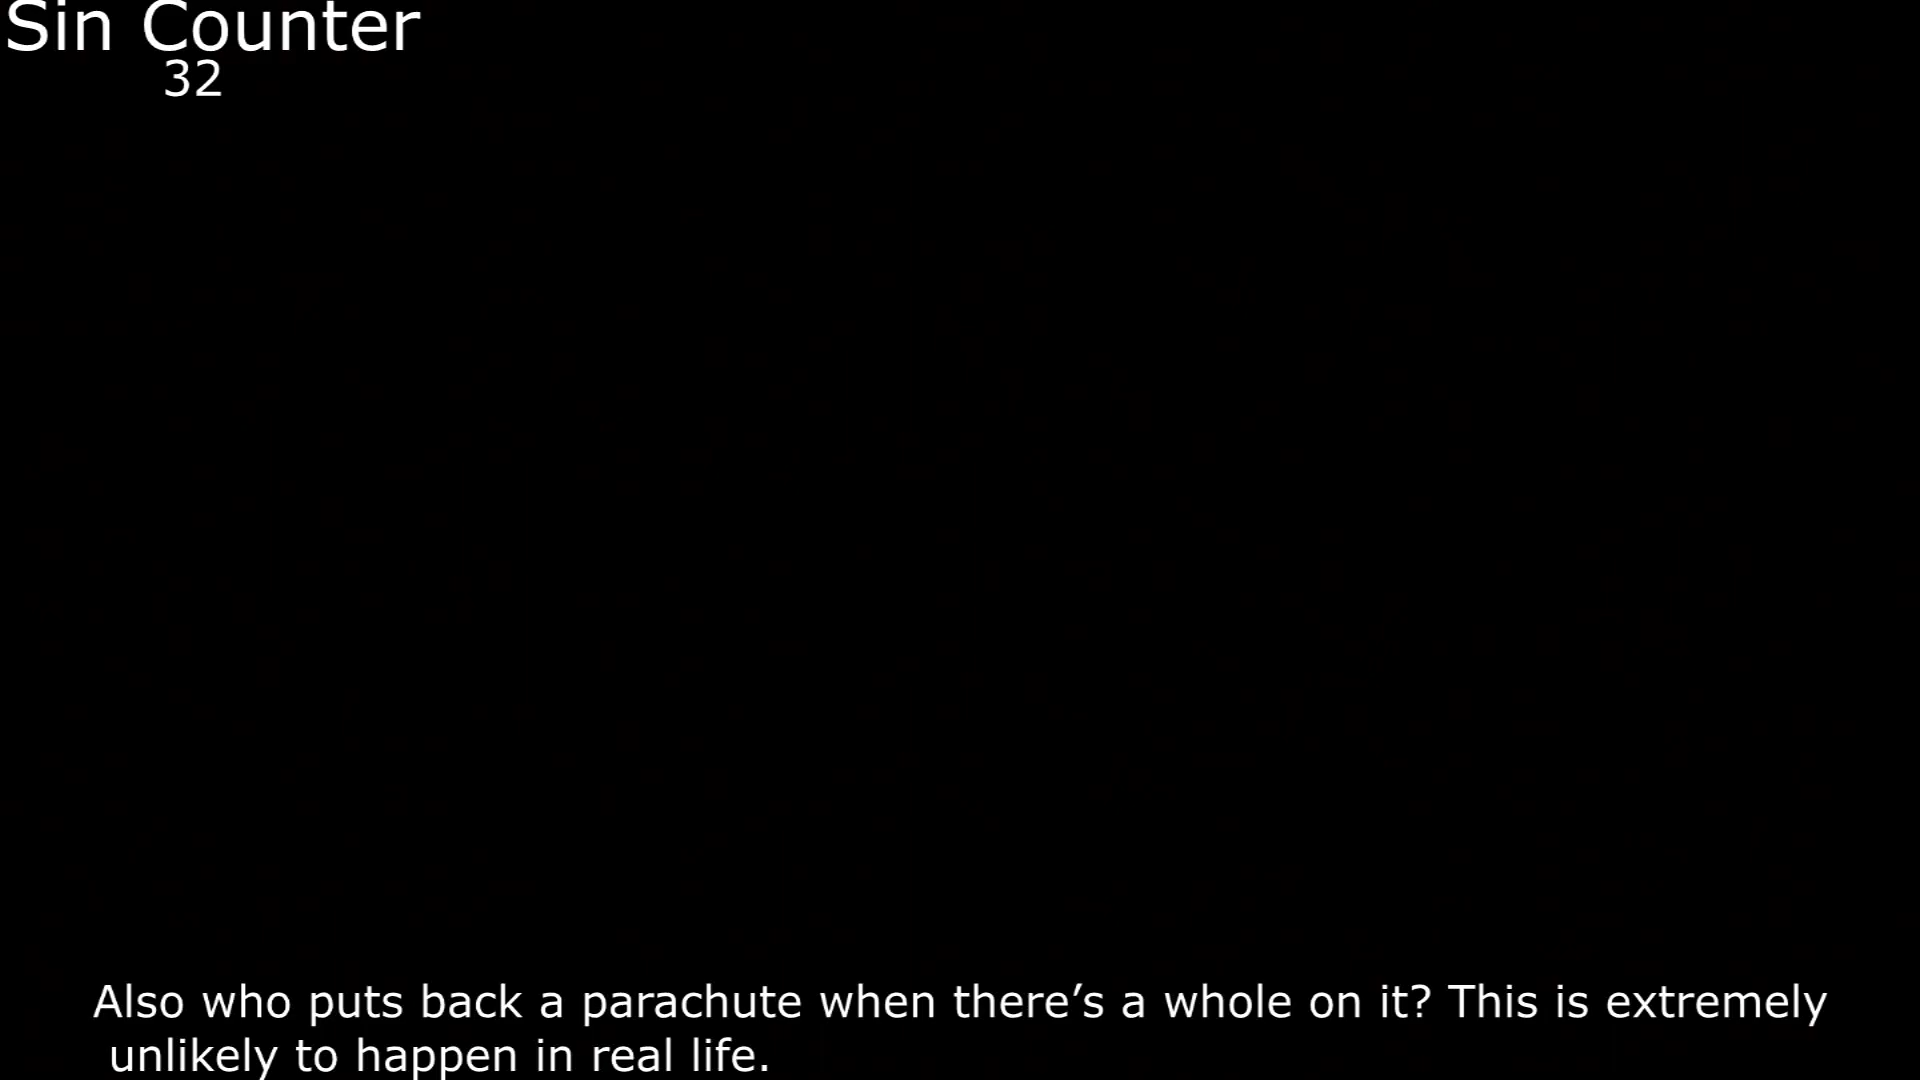 Sin Counter
32
Also who puts back a parachute when there’s a whole on it? This is extremely
unlikely to happen in real life.